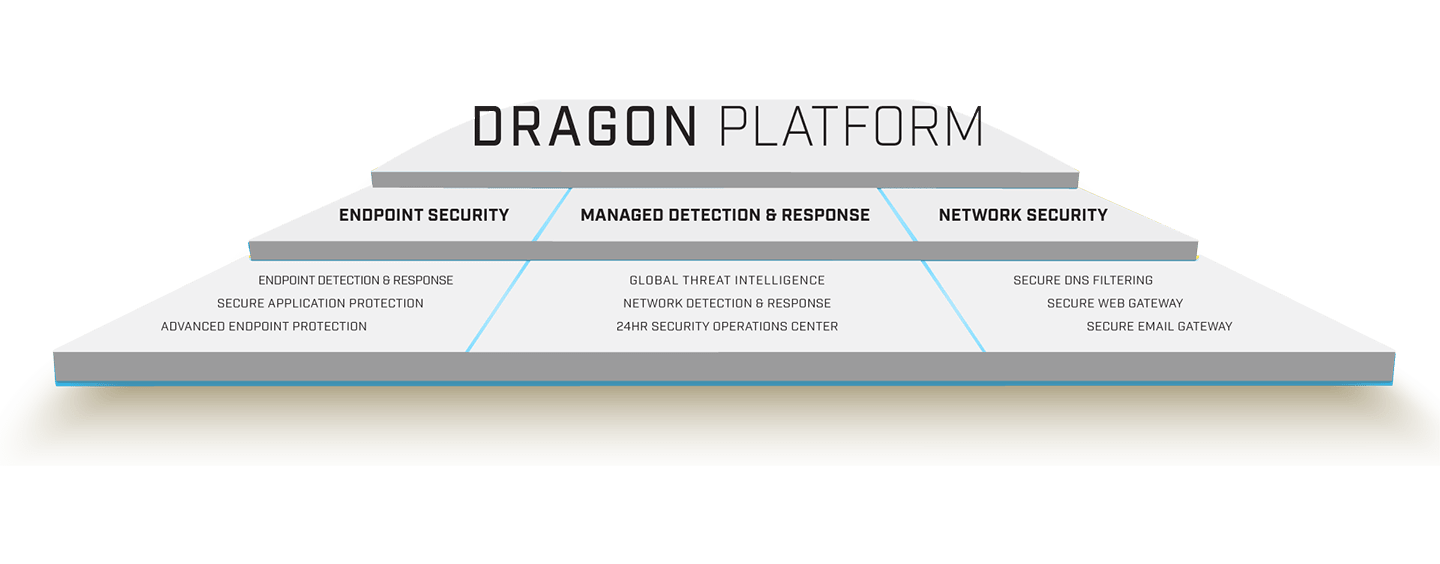 DRAGON PLATFORM
ENDPOINT SECURITY
MANAGED DETECTION & RESPONSE
NETWORK SECURITY
ENDPOINT DETECTION & RESPONSE
SECURE APPLICATION PROTECTION
ADVANCED ENDPOINT PROTECTION
GLOBAL THREAT INTELLIGENCE
NETWORK DETECTION & RESPONSE
24HR SECURITY OPERATIONS CENTER
SECURE DNS FILTERING
SECURE WEB GATEWAY
SECURE EMAIL GATEWAY